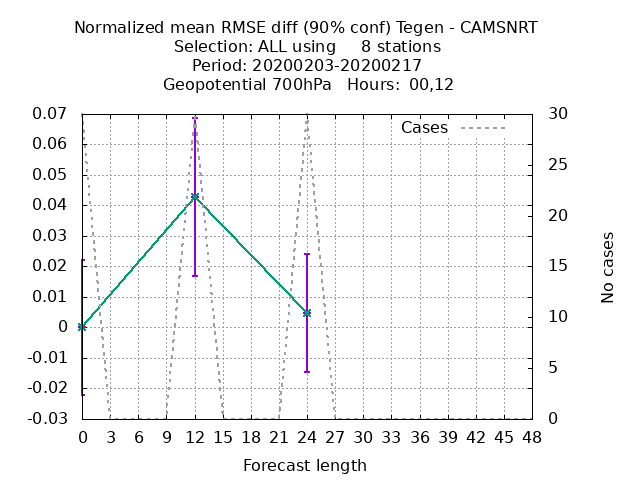 Normalized mean RMSE diff (90% conf) Tegen - CAMSNRT
Selection: ALL using     8 stations
Period: 20200203-20200217
Geopotential 700hPa   Hours:  00,12
Cases
0.07
0.06
0.05
0.04
0.03
0.02
0.01
0
-0.01
-0.02
-0.03
30
25
20
15
10
5
0
No cases
0 3 6 9 12 15 18 21 24 27 30 33 36 39 42 45 48
Forecast length